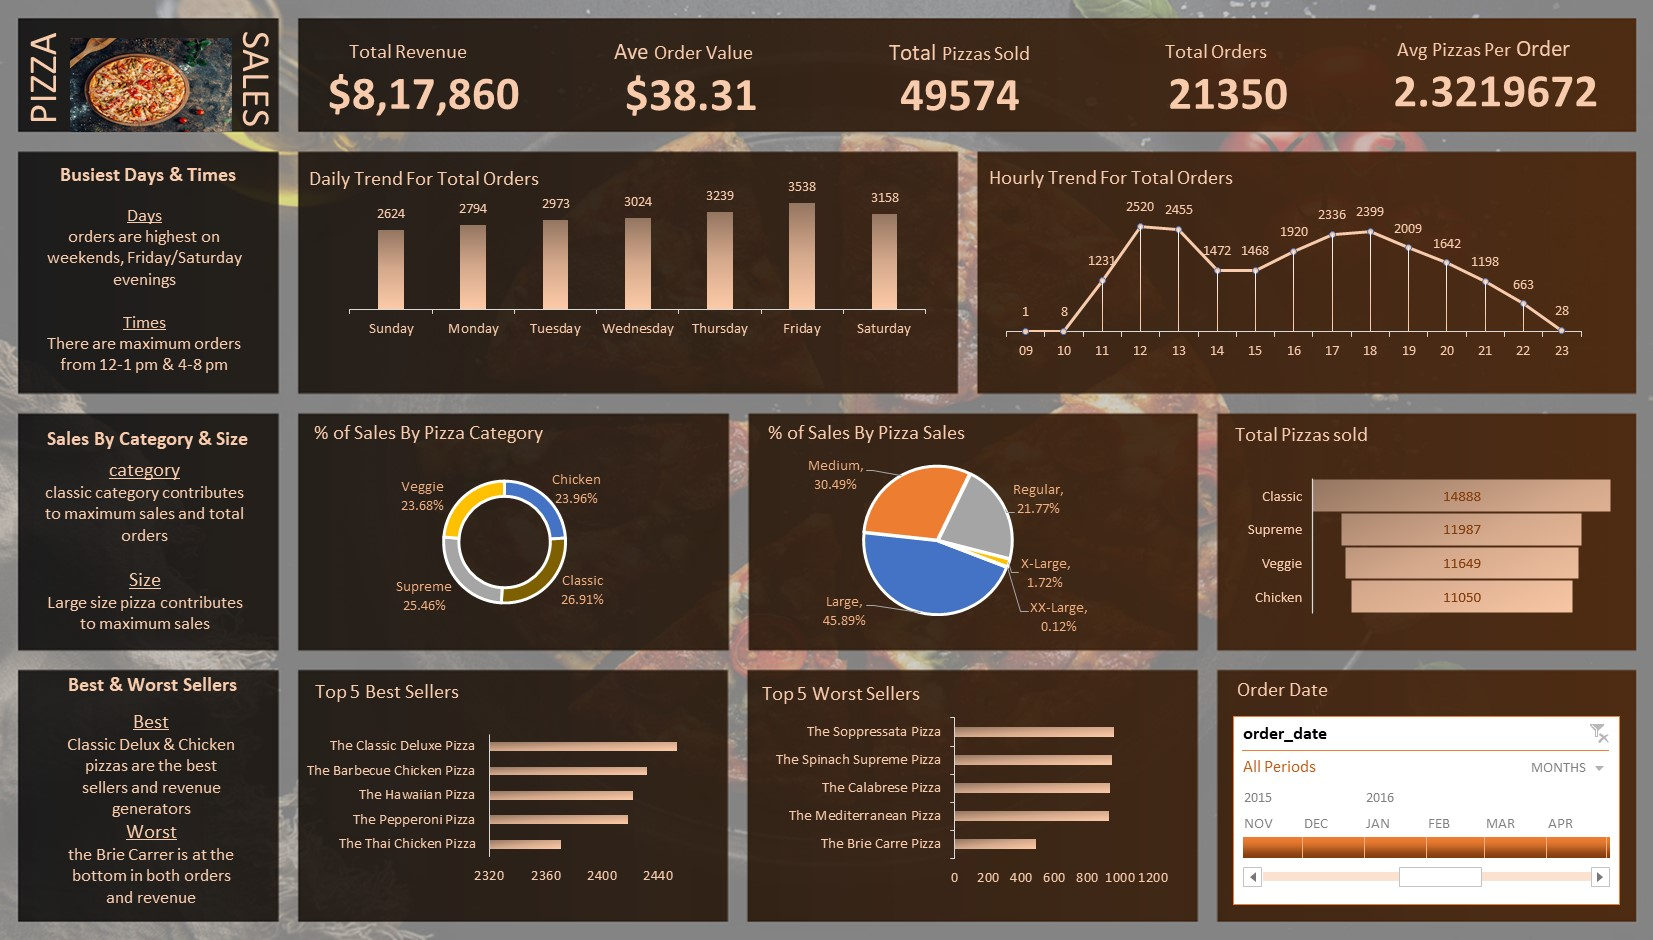 PIZZA
SALES
Total Revenue
$8,17,860
Ave Order Value
$38.31
Total Pizzas Sold
49574
Total Orders
21350
Avg Pizzas Per Order
2.3219672
Busiest Days & Times
Days
orders are highest on
weekends, Friday/Saturday
evenings
Times
There are maximum orders
from 12-1 pm & 4-8 pm
Daily Trend For Total Orders
2624 2794 2973 3024 3239 3538 3158
Sunday Monday Tuesday Wednesday Thursday Friday Saturday
Hourly Trend For Total Orders
1 8 1231 2520 2455 1472 1468 1920 2336 2399 2009 1642 1198 663 28
09 10 11 12 13 14 15 16 17 18 19 20 21 22 23
Sales By Category & Size
category
classic category contributes
to maximum sales and total
orders
Size
Large size pizza contributes
to maximum sales
% of Sales By Pizza Category
Veggie
23.68%
Chicken
23.96%
Supreme
25.46%
Classic
26.91%
% of Sales By Pizza Sales
Medium,
30.49%
Regular,
21.77%
X-Large,
1.72%
XX-Large,
0.12%
Large,
45.89%
Total Pizzas sold
Classic 14888
Supreme 11987
Veggie 11649
Chicken 11050
Best & Worst Sellers
Best
Classic Delux & Chicken
pizzas are the best
sellers and revenue
generators
Worst
the Brie Carrer is at the
bottom in both orders
and revenue
Top 5 Best Sellers
The Classic Deluxe Pizza
The Barbecue Chicken Pizza
The Hawaiian Pizza
The Pepperoni Pizza
The Thai Chicken Pizza
2320 2360 2400 2440
Top 5 Worst Sellers
The Soppressata Pizza
The Spinach Supreme Pizza
The Calabrese Pizza
The Mediterranean Pizza
The Brie Carre Pizza
0 200 400 600 800 1000 1200
Order Date
order_date
All Periods MONTHS
2015 2016
NOV DEC JAN FEB MAR APR